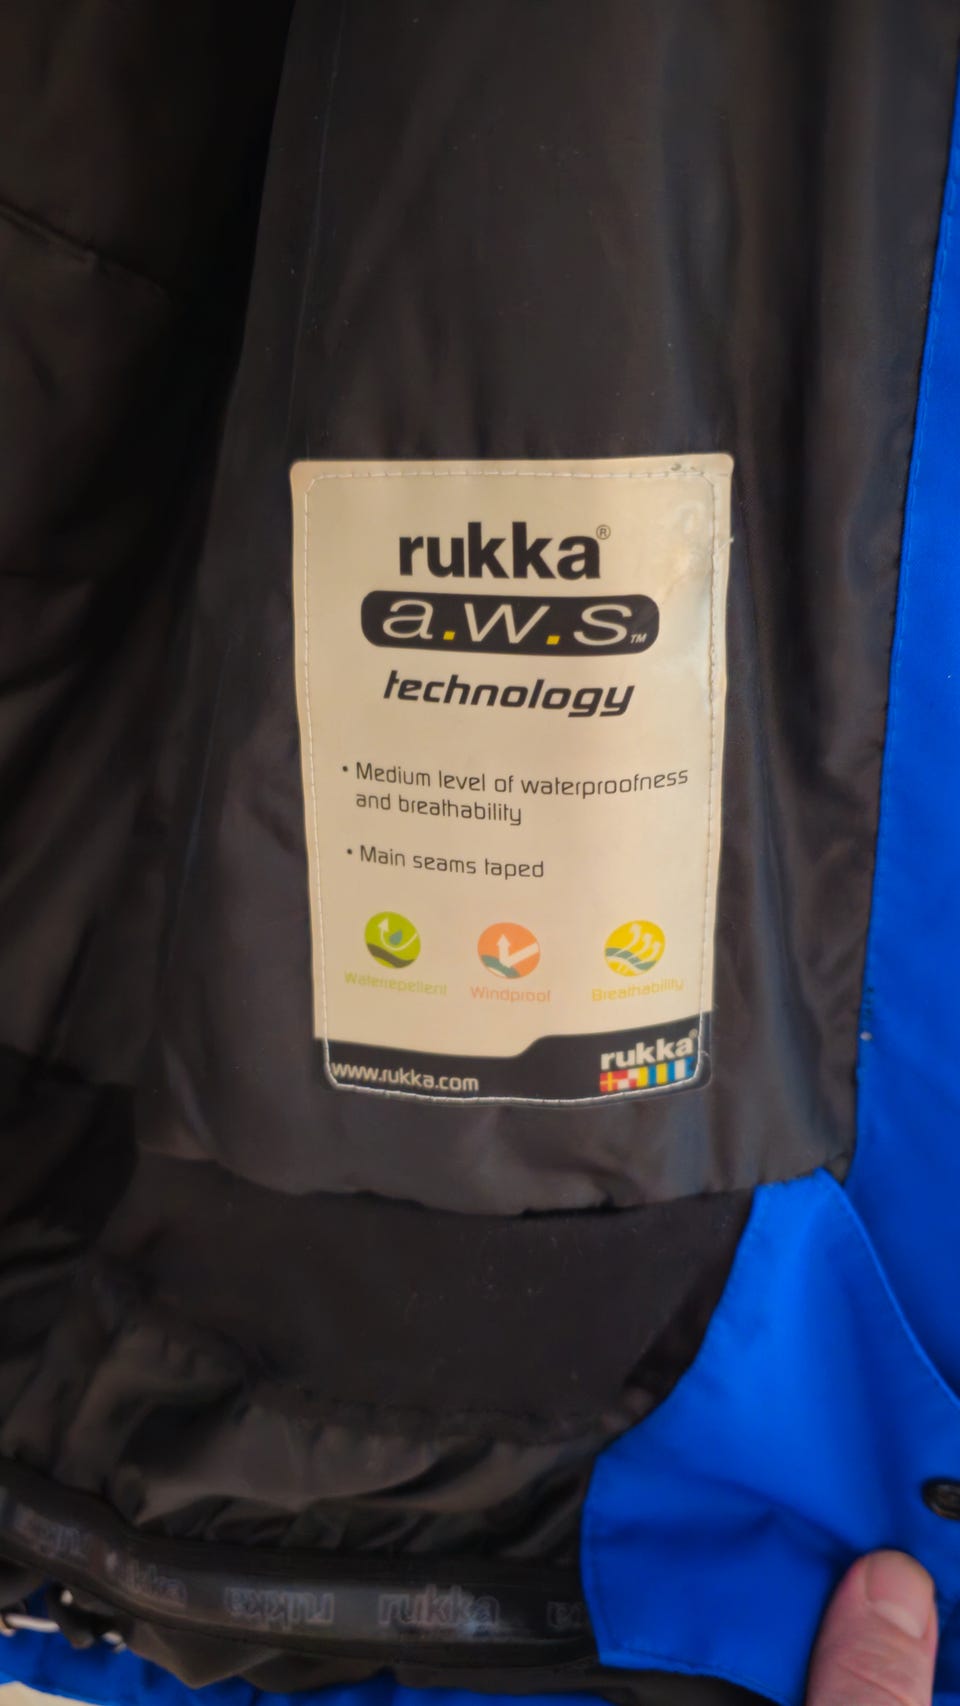 rukka®
a.w.s.™
technology
• Medium level of waterproofness
and breathability
• Main seams taped
Waterrepellent Windproof Breathability
www.rukka.com
rukka®
rukka rukka